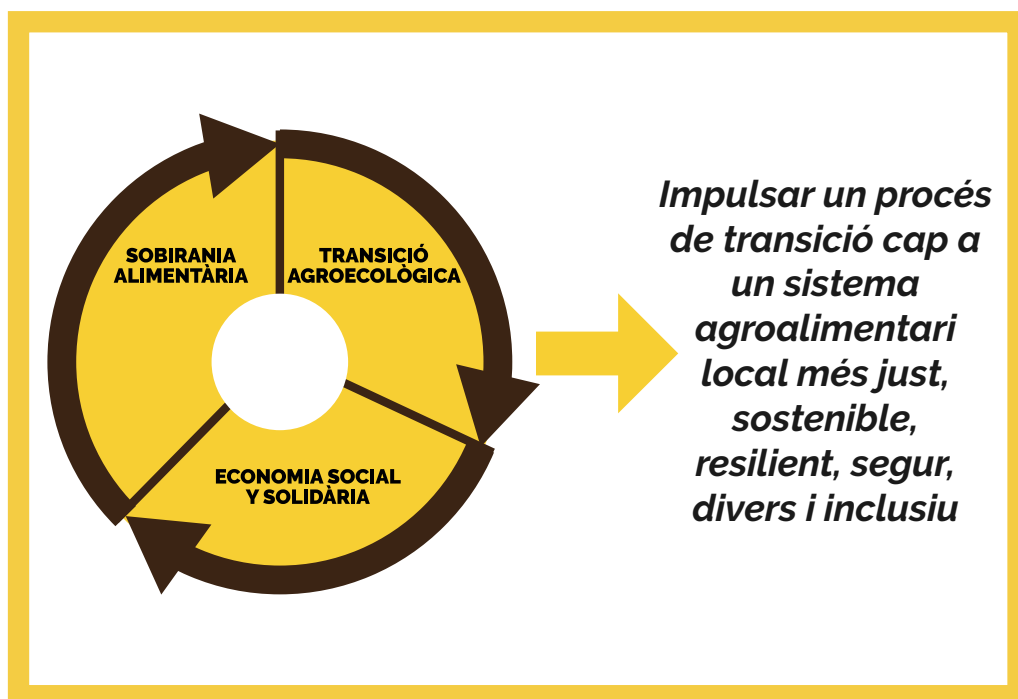 SOBIRANIA
ALIMENTÀRIA
TRANSICIÓ
AGROECOLÒGICA
ECONOMIA SOCIAL
Y SOLIDÀRIA
Impulsar un procés
de transició cap a
un sistema
agroalimentari
local més just,
sostenible,
resilient, segur,
divers i inclusiu